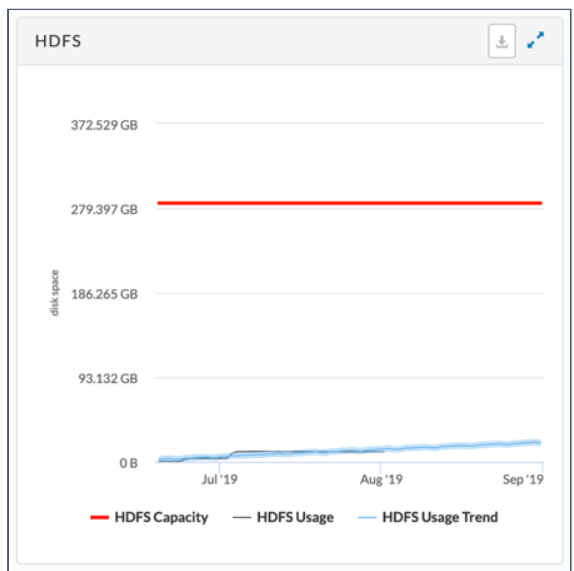 HDFS
372.529 GB
279.397 GB
186.265 GB
93.132 GB
0 B
disk space
Jul '19
Aug '19
Sep '19
HDFS Capacity
HDFS Usage
HDFS Usage Trend